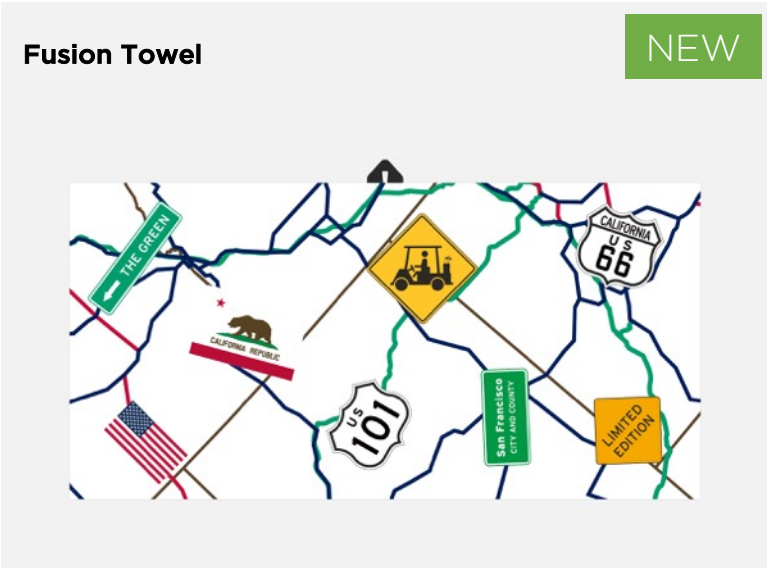 Fusion Towel
NEW
THE GREEN
CALIFORNIA
US
66
CALIFORNIA REPUBLIC
US
101
San Francisco
CITY AND COUNTY
LIMITED
EDITION